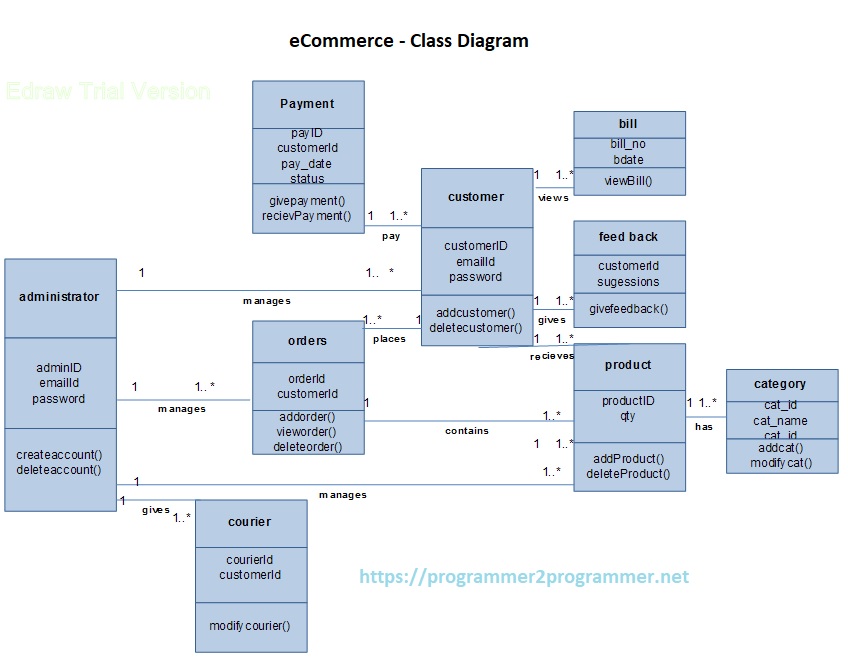 eCommerce - Class Diagram
Edraw Trial Version
Payment
payID
customerId
pay_date
status
givepayment()
recievPayment()
1 1..*
pay
customer
customerID
emailId
password
addcustomer()
deletecustomer()
bill
bill_no
bdate
viewBill()
1 1..*
views
feed back
customerId
sugessions
givefeedback()
1 1..*
gives
1 1..*
recieves
administrator
adminID
emailId
password
createaccount()
deleteaccount()
1 1.. *
manages
orders
orderId
customerId
addorder()
vieworder()
deleteorder()
1..* 1
places
1 1.. *
manages
product
productID
qty
addProduct()
deleteProduct()
1 1..*
contains
1 1..*
1 1..*
manages
category
cat_id
cat_name
cat_id
addcat()
modifycat()
1 1..*
has
1
gives
1..*
courier
courierId
customerId
modifycourier()
https://programmer2programmer.net